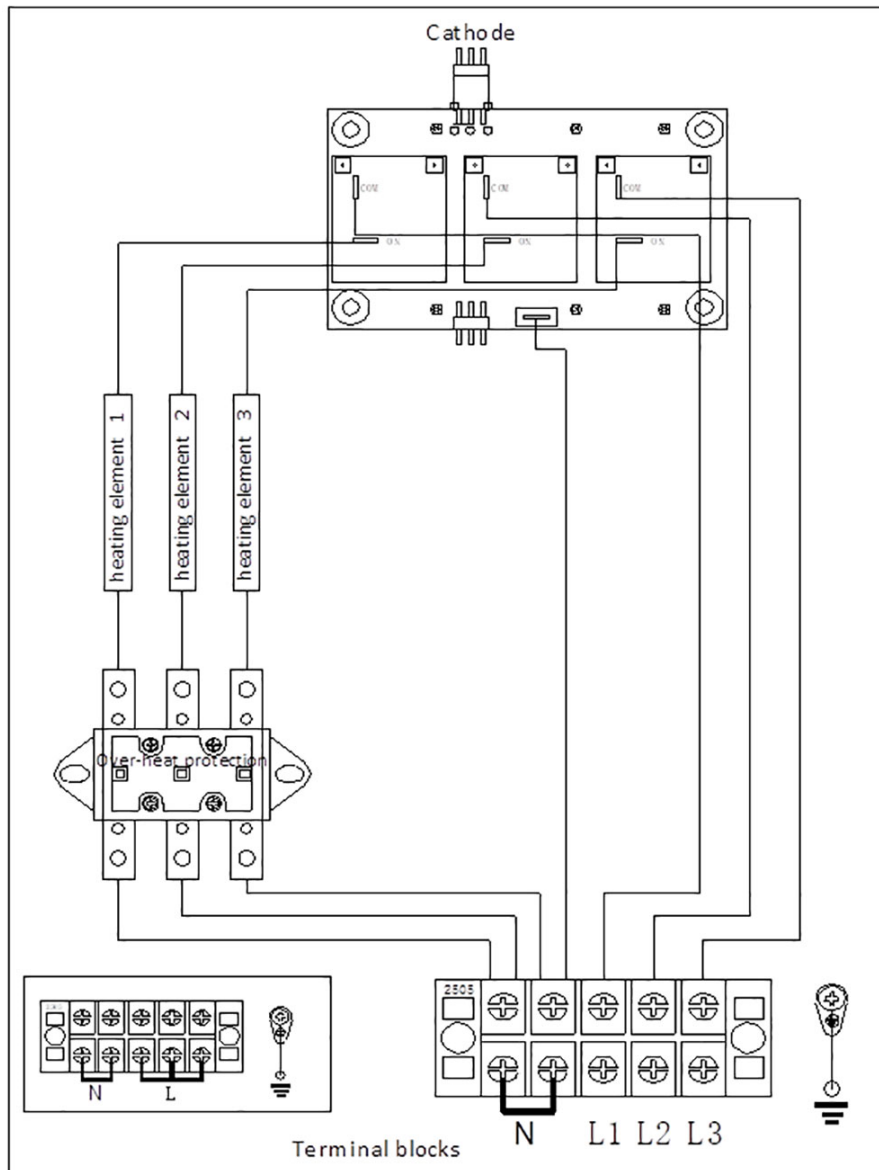 Cathode
COM
COM
COM
ON
ON
ON
heating element 1
heating element 2
heating element 3
Over-heat protection
2505
N
L
N
L1
L2
L3
Terminal blocks